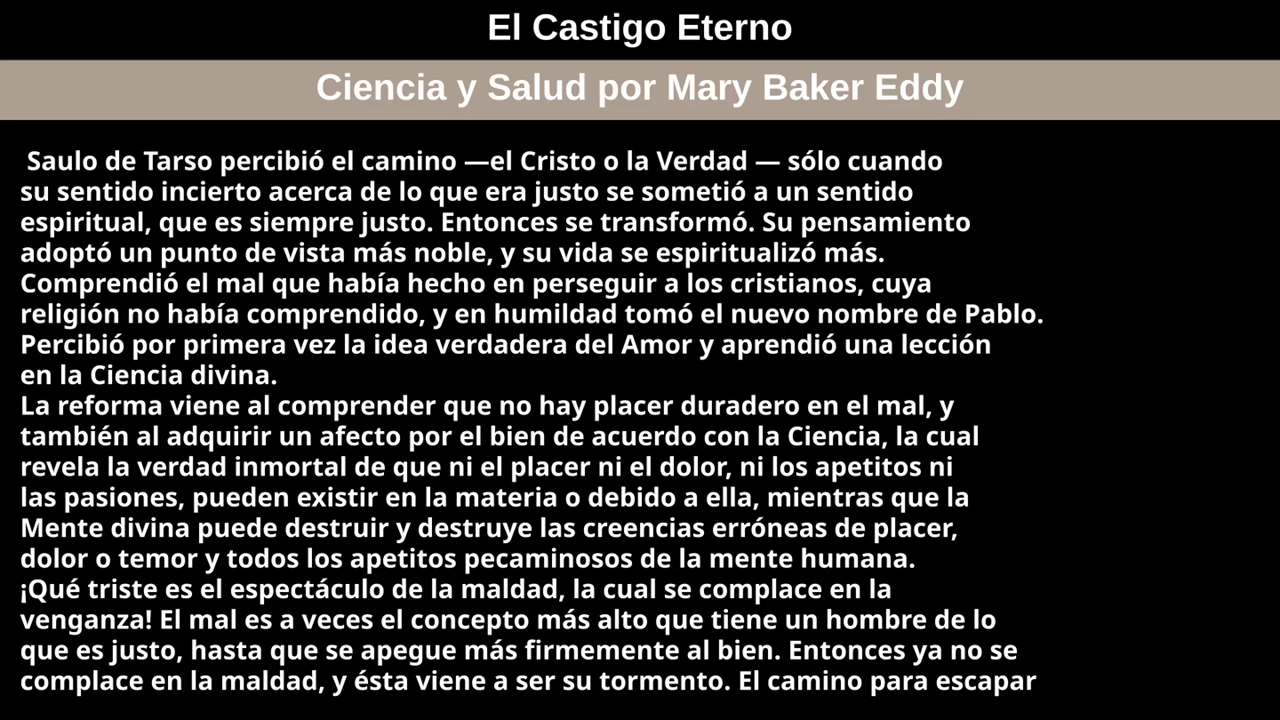 El Castigo Eterno
Ciencia y Salud por Mary Baker Eddy
Saulo de Tarso percibió el camino —el Cristo o la Verdad — sólo cuando
su sentido incierto acerca de lo que era justo se sometió a un sentido
espiritual, que es siempre justo. Entonces se transformó. Su pensamiento
adoptó un punto de vista más noble, y su vida se espiritualizó más.
Comprendió el mal que había hecho en perseguir a los cristianos, cuya
religión no había comprendido, y en humildad tomó el nuevo nombre de Pablo.
Percibió por primera vez la idea verdadera del Amor y aprendió una lección
en la Ciencia divina.
La reforma viene al comprender que no hay placer duradero en el mal, y
también al adquirir un afecto por el bien de acuerdo con la Ciencia, la cual
revela la verdad inmortal de que ni el placer ni el dolor, ni los apetitos ni
las pasiones, pueden existir en la materia o debido a ella, mientras que la
Mente divina puede destruir y destruye las creencias erróneas de placer,
dolor o temor y todos los apetitos pecaminosos de la mente humana.
¡Qué triste es el espectáculo de la maldad, la cual se complace en la
venganza! El mal es a veces el concepto más alto que tiene un hombre de lo
que es justo, hasta que se apegue más firmemente al bien. Entonces ya no se
complace en la maldad, y ésta viene a ser su tormento. El camino para escapar